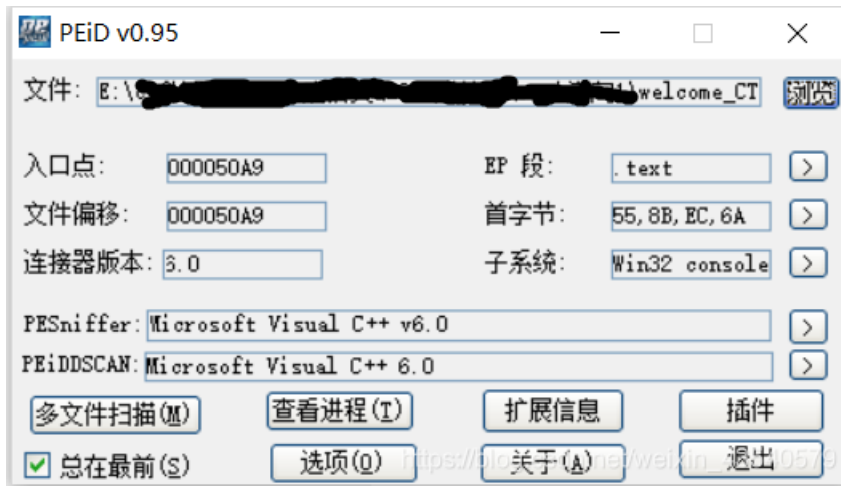 PEiD v0.95
文件: E:\ welcome_CT 浏览
入口点: 000050A9 EP 段: .text >
文件偏移: 000050A9 首字节: 55,8B,EC,6A >
连接器版本: 6.0 子系统: Win32 console >
PESniffer: Microsoft Visual C++ v6.0 >
PEiDDSCAN: Microsoft Visual C++ 6.0 >
多文件扫描(M) 查看进程(T) 扩展信息 插件
总在最前(S) 选项(O) 关于(A) 退出